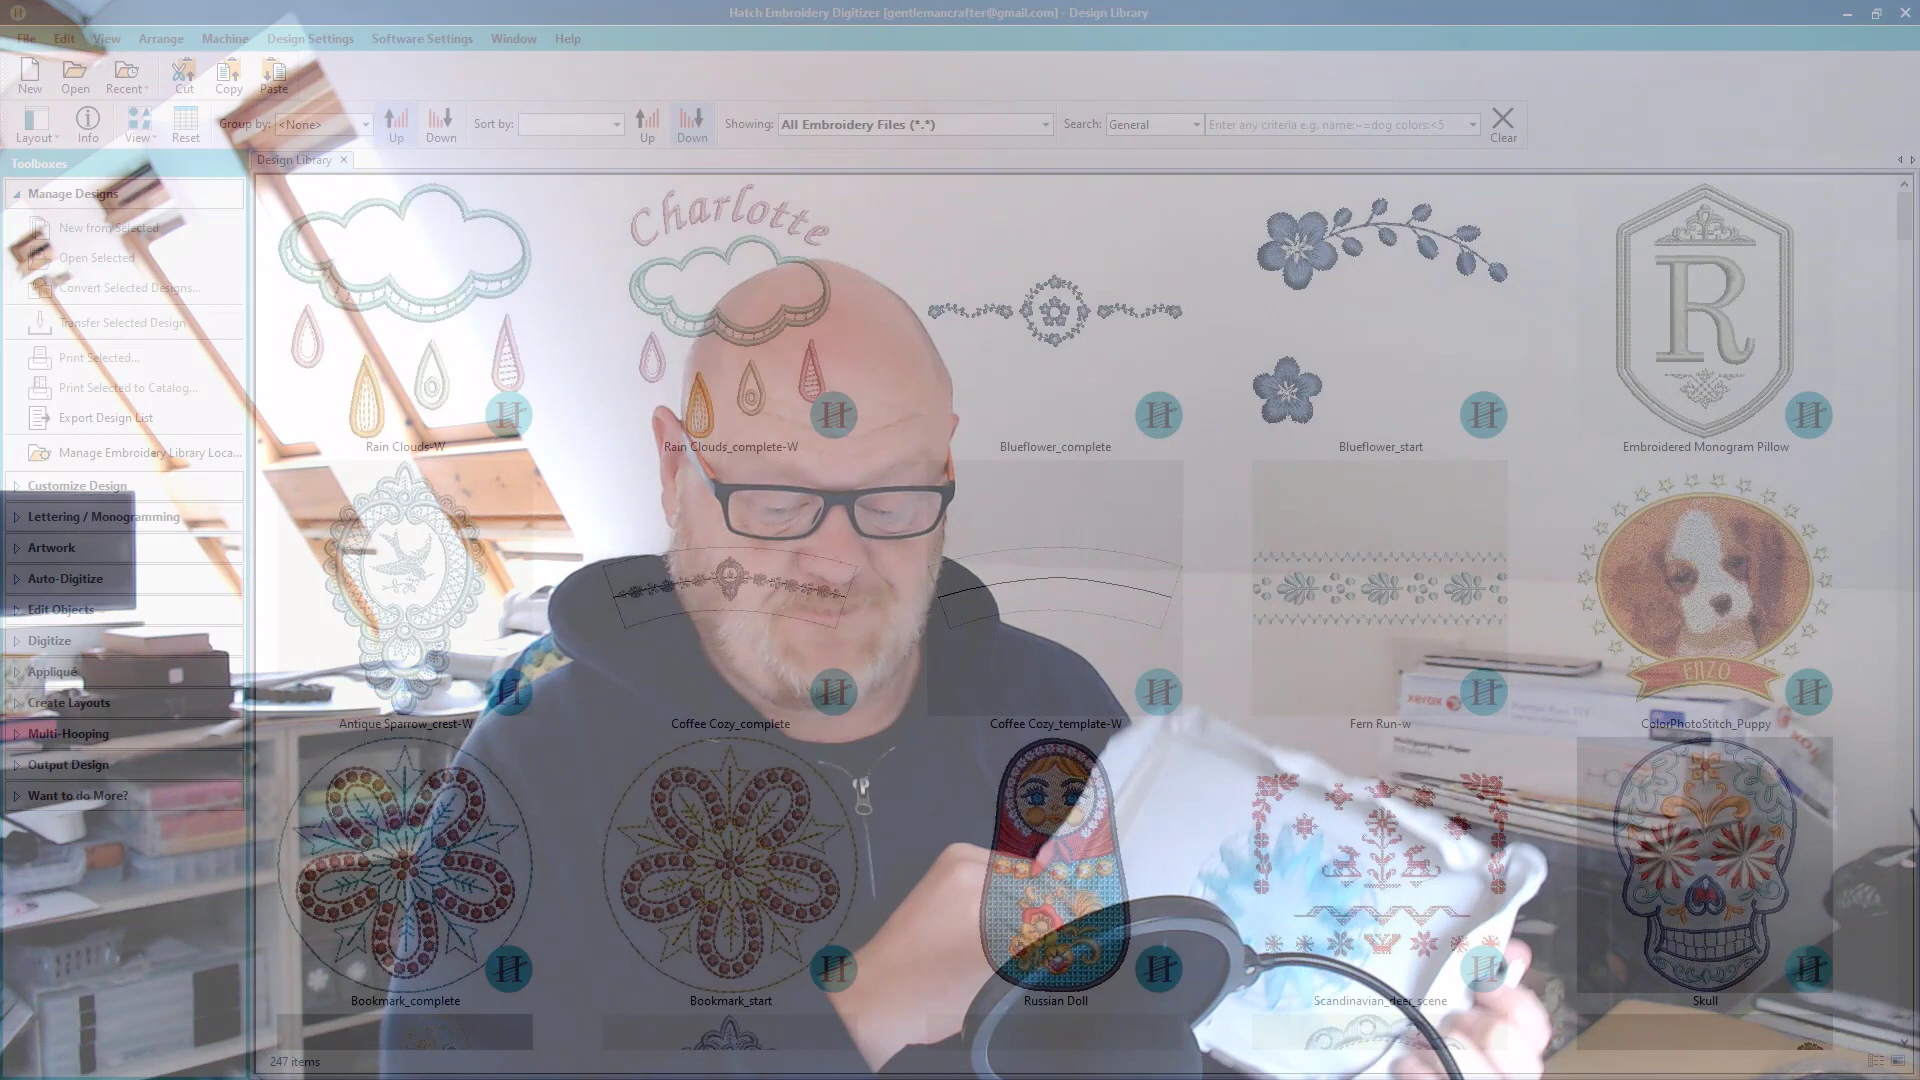 Hatch Embroidery Digitizer [gentlemancrafter@gmail.com] - Design Library
File Edit View Arrange Machine Design Settings Software Settings Window Help
New Open Recent Cut Copy Paste
Layout Info View Reset Group by: <None> Up Down Sort by: Up Down Showing: All Embroidery Files (*.*) Search: General Enter any criteria e.g. name:~=dog colors:<5 Clear
Toolboxes
Design Library
Manage Designs
New from Selected
Open Selected
Convert Selected Designs...
Transfer Selected Design
Print Selected...
Print Selected to Catalog...
Export Design List
Manage Embroidery Library Loca...
Customize Design
Lettering / Monogramming
Artwork
Auto-Digitize
Edit Objects
Digitize
Appliqué
Create Layouts
Multi-Hooping
Output Design
Want to do More?
Charlotte
R
Rain Clouds-W
Rain Clouds_complete-W
Blueflower_complete
Blueflower_start
Embroidered Monogram Pillow
ENZO
xerox
Multipurpose Paper
Antique Sparrow_crest-W
Coffee Cozy_complete
Coffee Cozy_template-W
Fern Run-w
ColorPhotoStitch_Puppy
Bookmark_complete
Bookmark_start
Russian Doll
Scandinavian_deer_scene
Skull
247 items